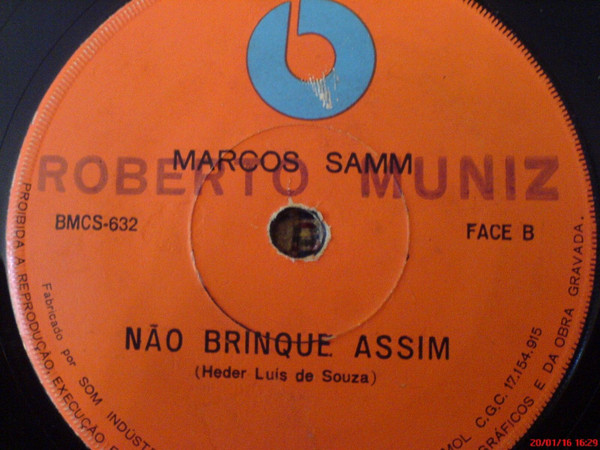 b
MARCOS SAMM
ROBERTO MUNIZ
BMCS-632
FACE B
NÃO BRINQUE ASSIM
(Heder Luis de Souza)
PROIBIDA A REPRODUÇÃO, EXECUÇÃO
Fabricado por SOM INDÚST
C.G.C. 17.154.915
GRÁFICOS E DA OBRA GRAVADA.
20/01/16 16:29